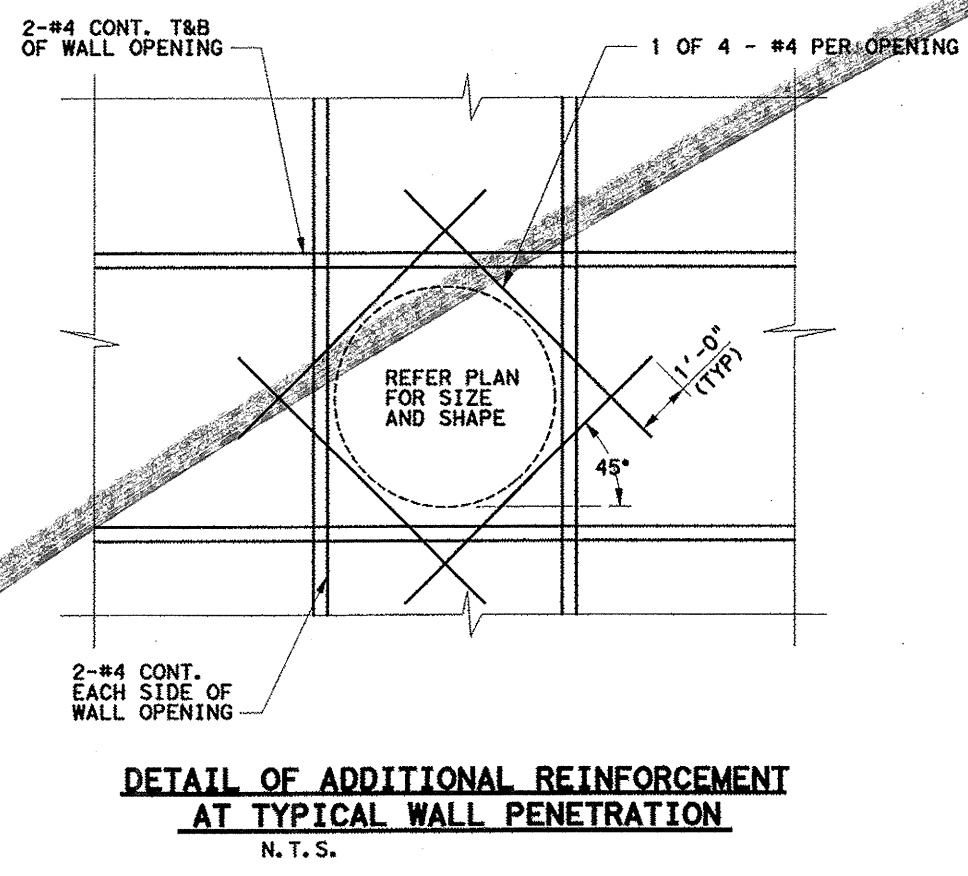 2-#4 CONT. T&B
OF WALL OPENING
1 OF 4 - #4 PER OPENING
REFER PLAN
FOR SIZE
AND SHAPE
1'-0"
(TYP)
45°
2-#4 CONT.
EACH SIDE OF
WALL OPENING
DETAIL OF ADDITIONAL REINFORCEMENT
AT TYPICAL WALL PENETRATION
N.T.S.